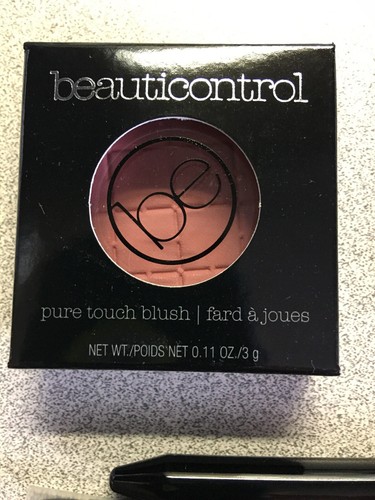 beauticontrol
be
pure touch blush | fard à joues
NET WT./POIDS NET 0.11 OZ./3 g